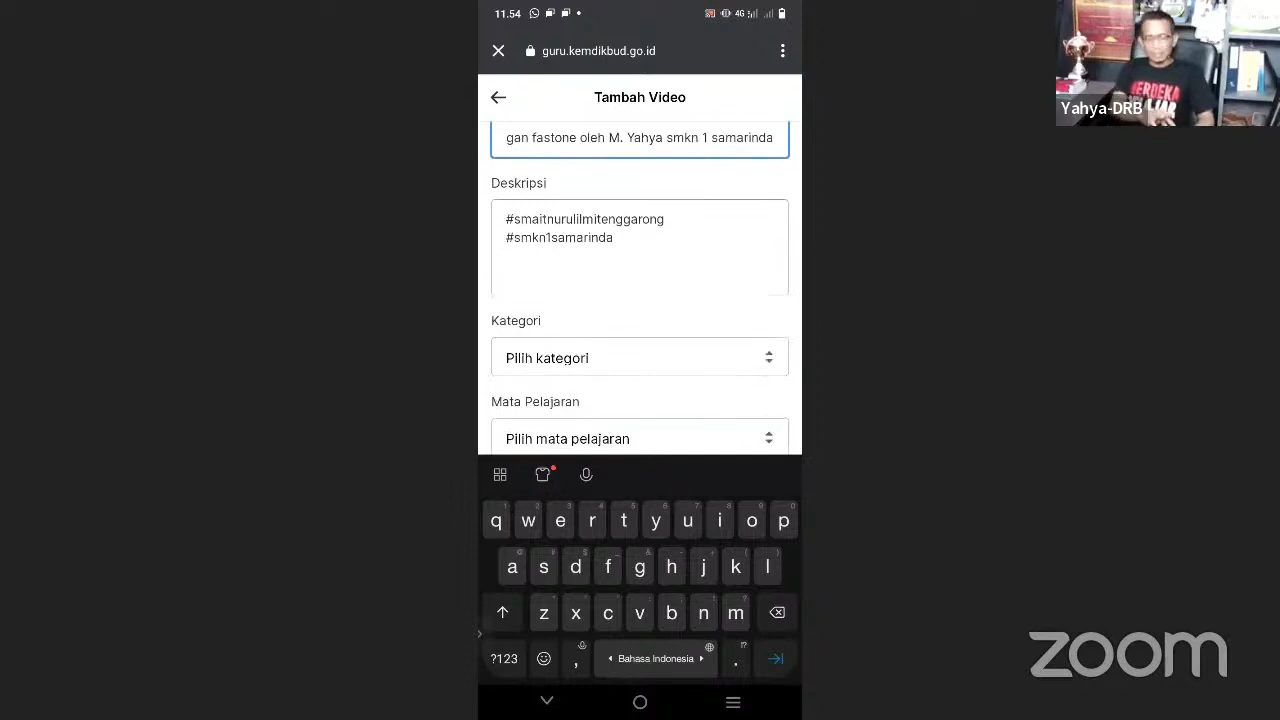 11.54
4G
guru.kemdikbud.go.id
Tambah Video
Yahya-DRB
gan fastone oleh M. Yahya smkn 1 samarinda
Deskripsi
#smaitnurulilmitenggarong
#smkn1samarinda
Kategori
Pilih kategori
Mata Pelajaran
Pilih mata pelajaran
q w e r t y u i o p
a s d f g h j k l
z x c v b n m
?123 , Bahasa Indonesia .
zoom